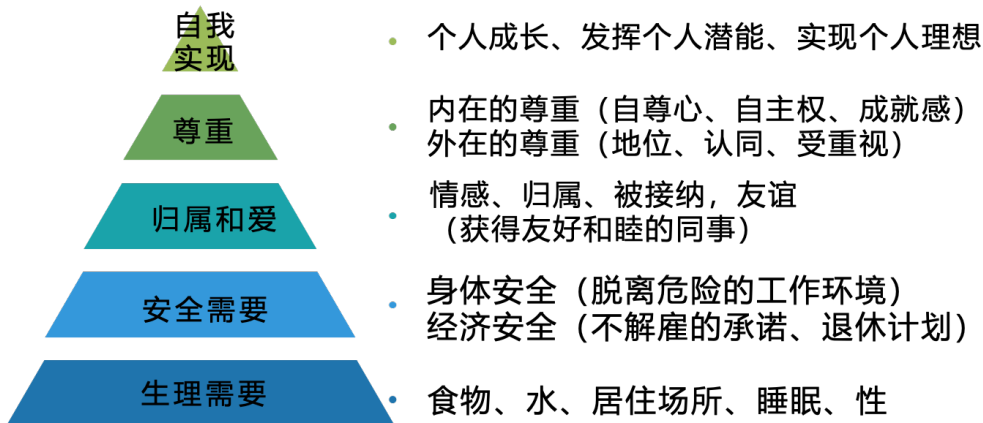 自我
实现
• 个人成长、发挥个人潜能、实现个人理想
尊重
• 内在的尊重（自尊心、自主权、成就感）
外在的尊重（地位、认同、受重视）
归属和爱
• 情感、归属、被接纳，友谊
（获得友好和睦的同事）
安全需要
• 身体安全（脱离危险的工作环境）
经济安全（不解雇的承诺、退休计划）
生理需要
• 食物、水、居住场所、睡眠、性